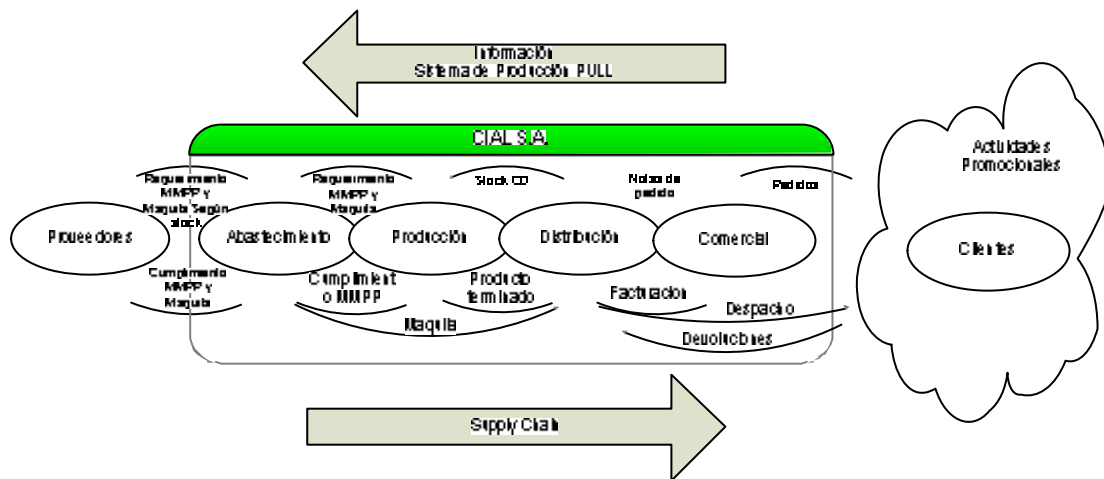 Información
Sistema de Producción PULL
CIAL S.A.
Actividades
Promocionales
Requerimiento
MMPP y
Maquila Según
stock
Requerimiento
MMPP y
Maquila
Stock CD
Notas de
pedido
Pedidos
Proveedores
Abastecimiento
Producción
Distribución
Comercial
Clientes
Cumplimiento
MMPP y
Maquila
Cumplimient
o MMPP
Producto
terminado
Facturación
Despacho
Maquila
Devoluciones
Supply Chain